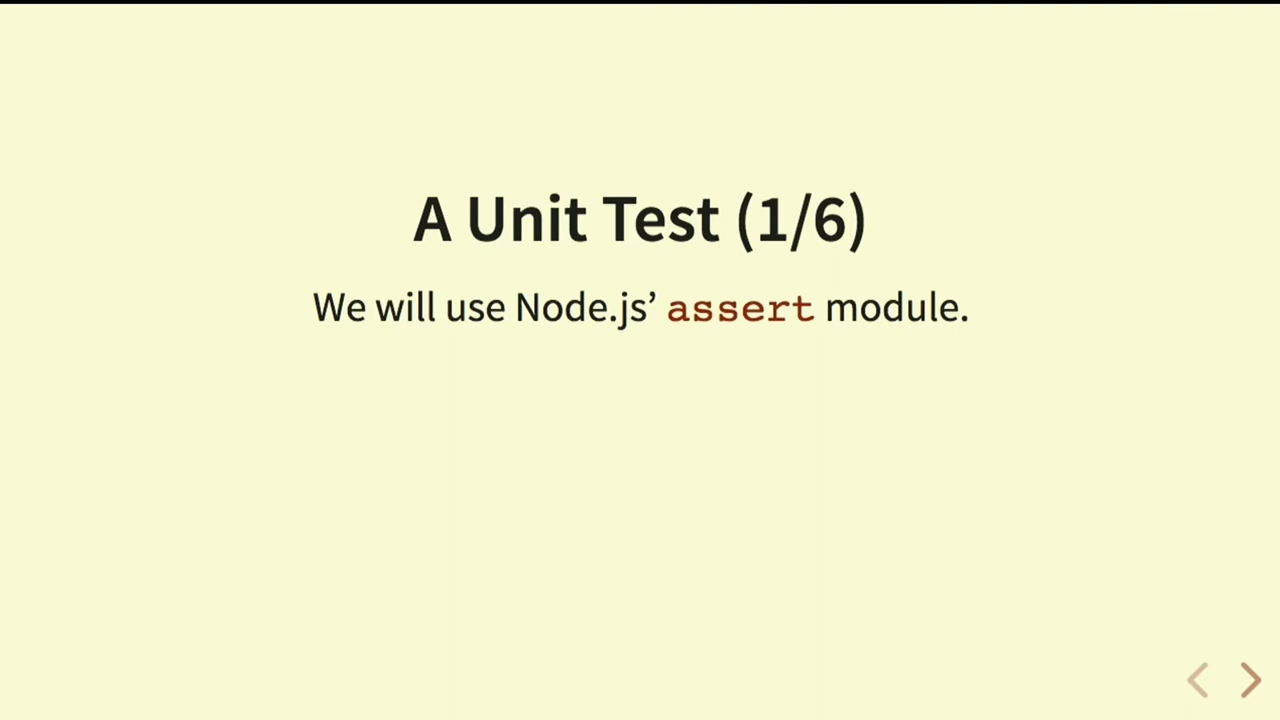 A Unit Test (1/6)
We will use Node.js’ assert module.